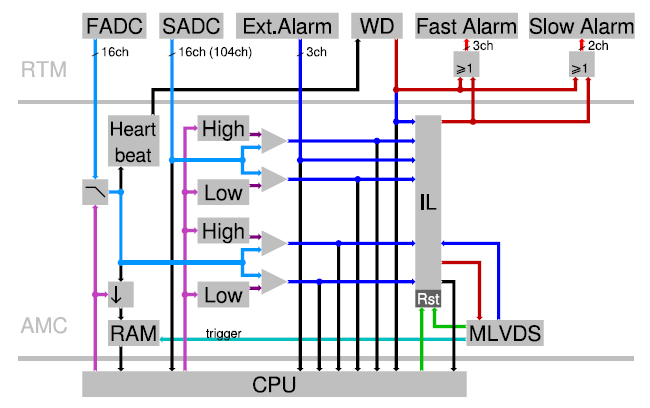 FADC SADC Ext.Alarm WD Fast Alarm Slow Alarm
16ch 16ch (104ch) 3ch 3ch 2ch
RTM ⩾1 ⩾1
Heart
beat
High
Low
IL
High
Low
↓
Rst
AMC RAM trigger MLVDS
CPU